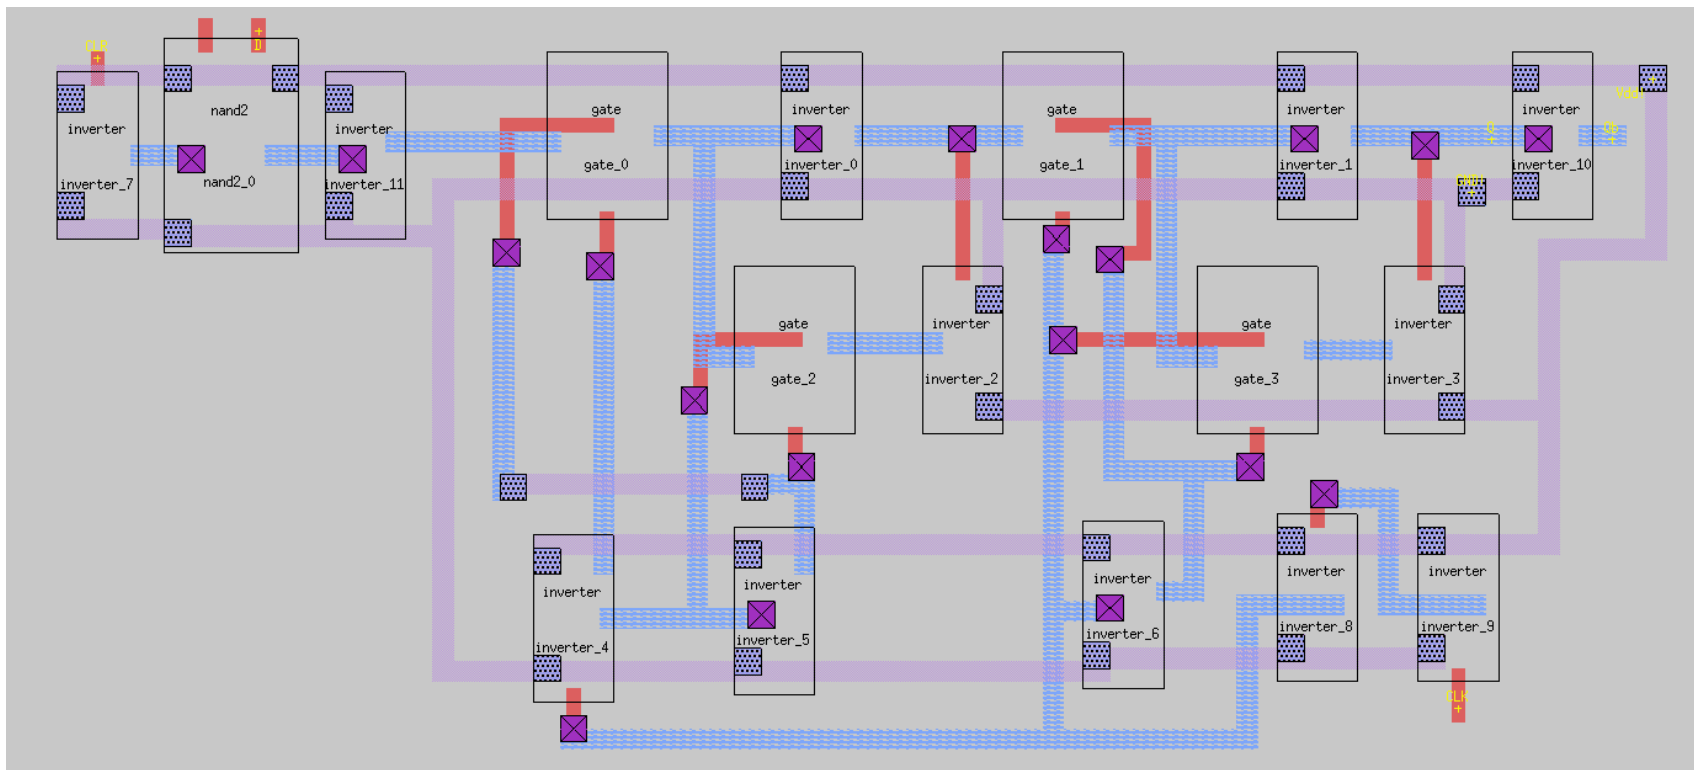 CLR
D
nand2
inverter
inverter_7
nand2_0
inverter
inverter_11
gate
gate_0
inverter
inverter_0
gate
gate_1
inverter
inverter_1
Q
inverter
inverter_10
Qb
Vdd!
GND!
gate
gate_2
inverter
inverter_2
gate
gate_3
inverter
inverter_3
inverter
inverter_4
inverter
inverter_5
inverter
inverter_6
inverter
inverter_8
inverter
inverter_9
CLK